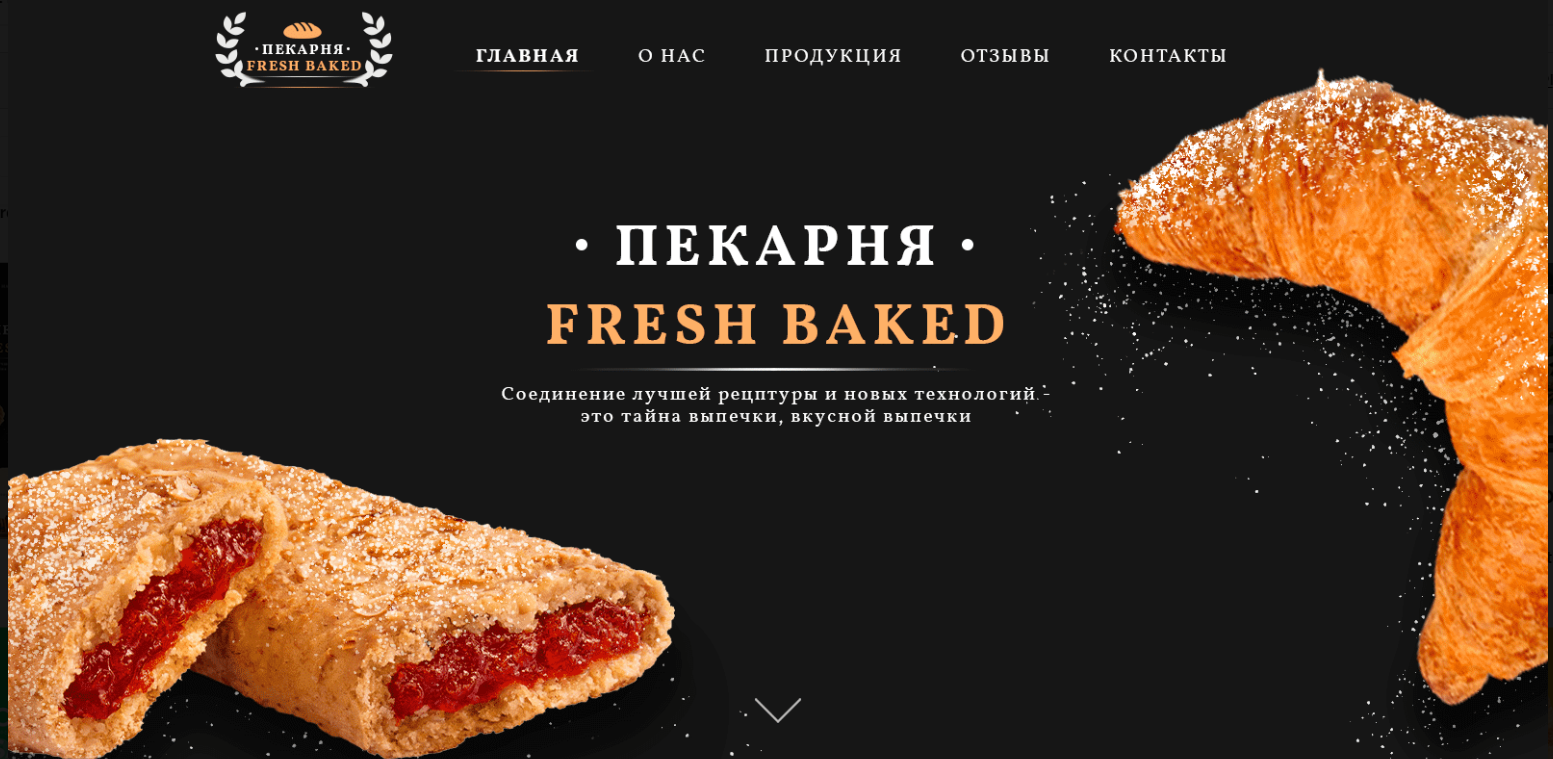 ·ПЕКАРНЯ·
FRESH BAKED
ГЛАВНАЯ О НАС ПРОДУКЦИЯ ОТЗЫВЫ КОНТАКТЫ
· ПЕКАРНЯ ·
FRESH BAKED
Соединение лучшей рецптуры и новых технологий -
это тайна выпечки, вкусной выпечки